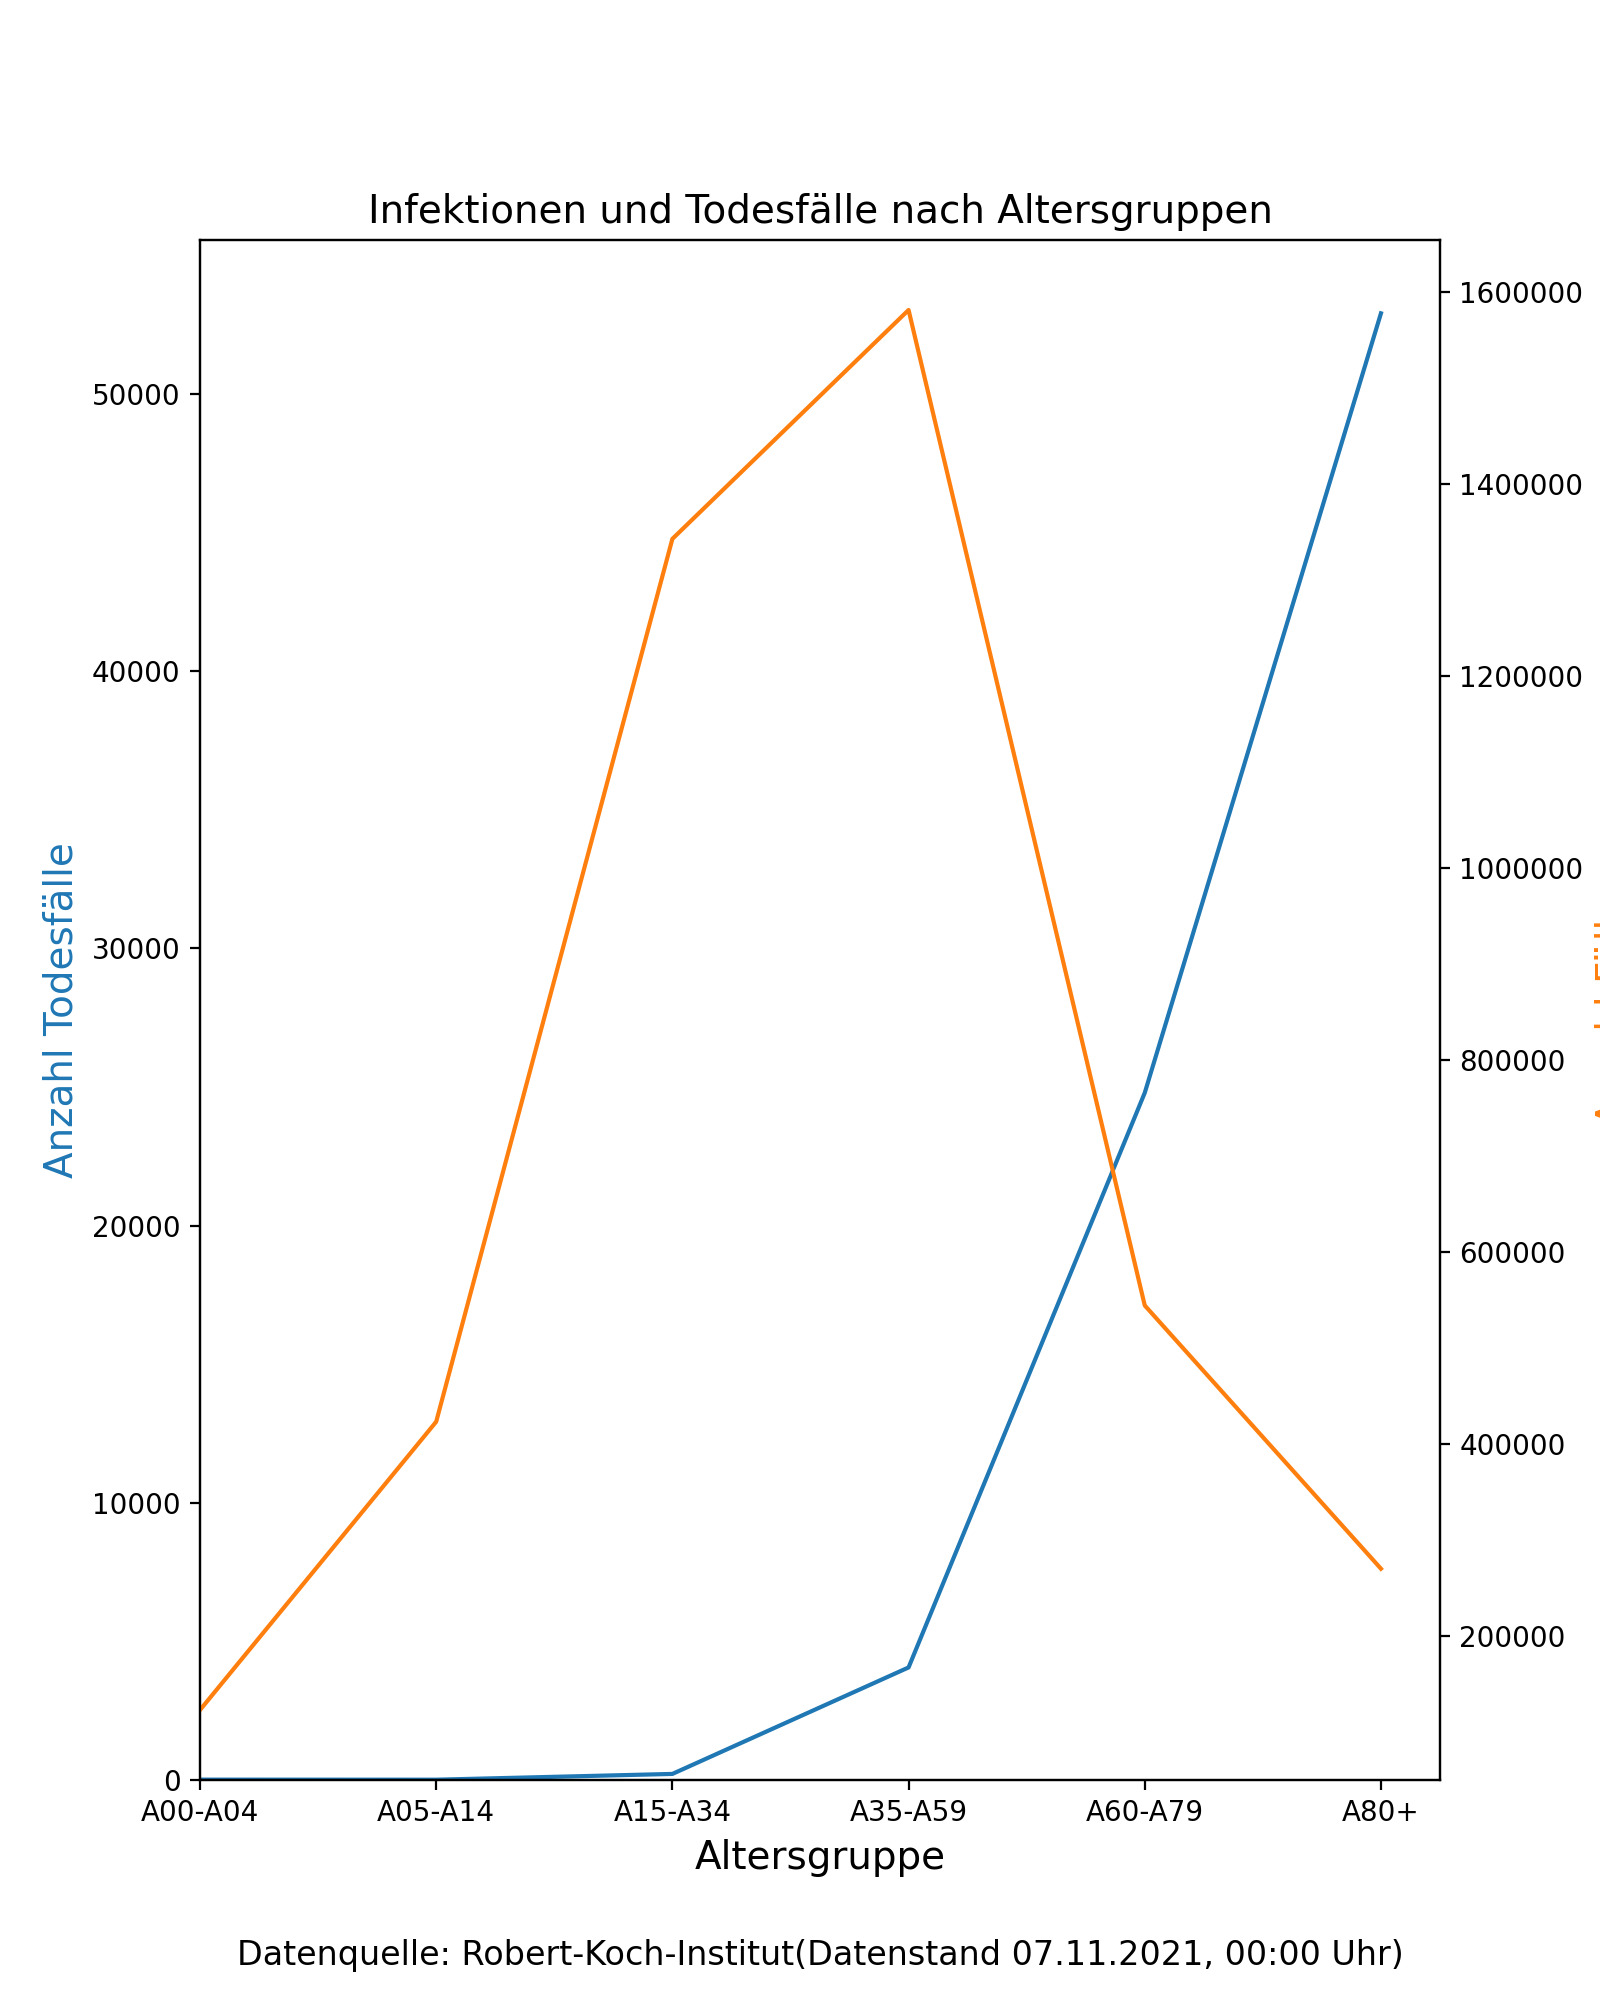 Infektionen und Todesfälle nach Altersgruppen
Anzahl Todesfälle
50000
40000
30000
20000
10000
0
1600000
1400000
1200000
1000000
800000
600000
400000
200000
A00-A04 A05-A14 A15-A34 A35-A59 A60-A79 A80+
Altersgruppe
Datenquelle: Robert-Koch-Institut(Datenstand 07.11.2021, 00:00 Uhr)